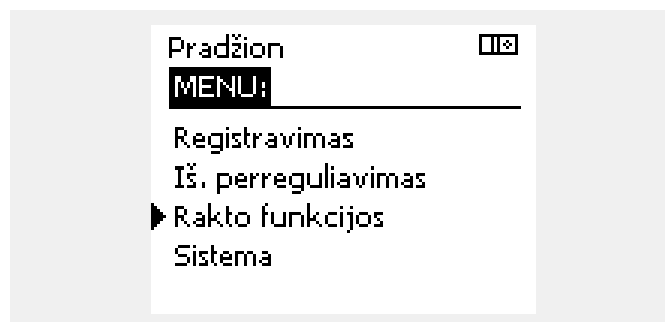 Pradžion
MENU:
Registravimas
Iš. perreguliavimas
Rakto funkcijos
Sistema